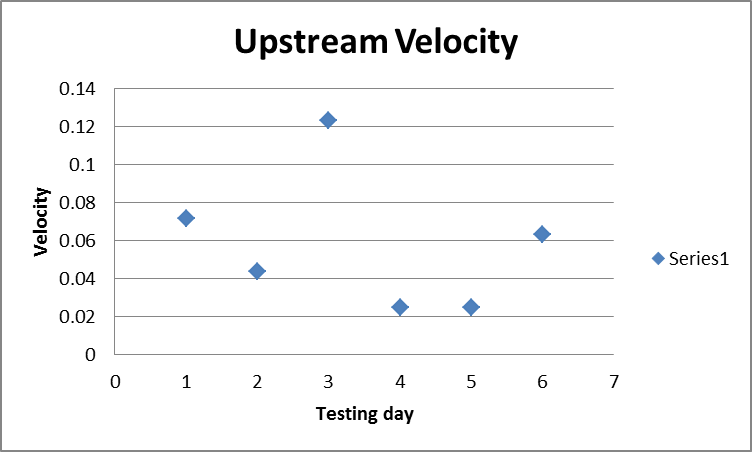 Upstream Velocity
0.14
0.12
0.1
0.08
0.06
0.04
0.02
0
Velocity
0 1 2 3 4 5 6 7
Testing day
Series1